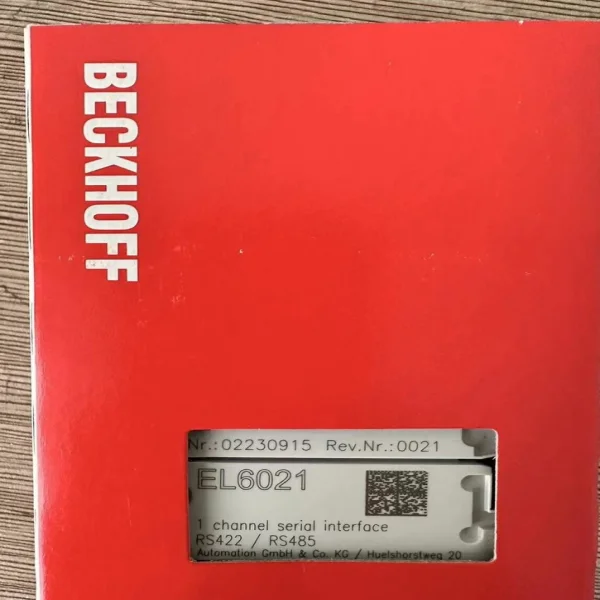 BECKHOFF
Nr.:02230915 Rev.Nr.:0021
EL6021
1 channel serial interface
RS422 / RS485
Automation GmbH & Co. KG / Huelshorstweg 20